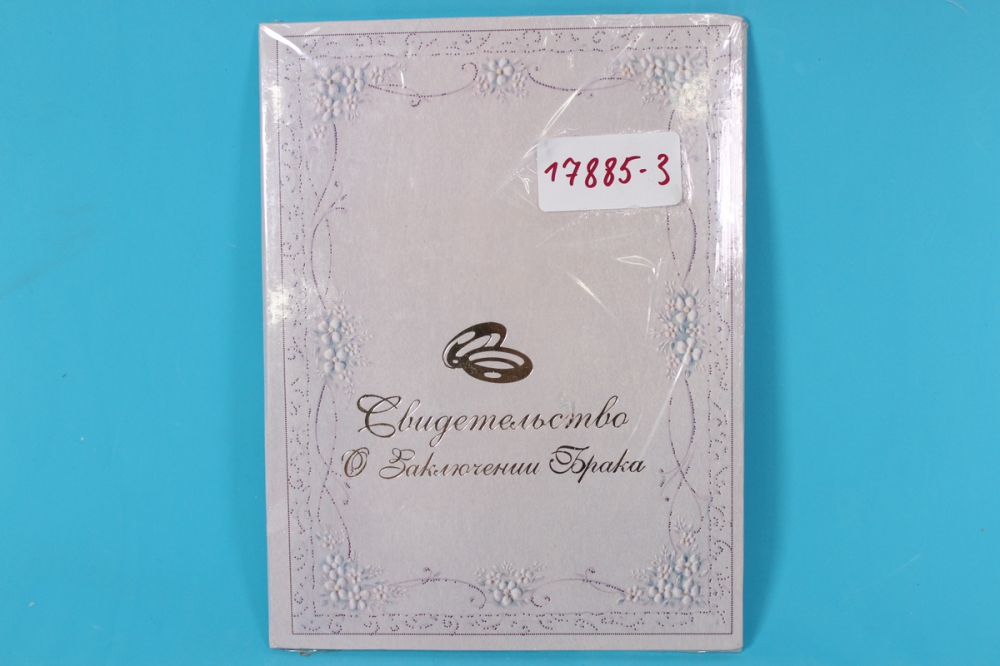 17885-3
Свидетельство
О Заключении Брака